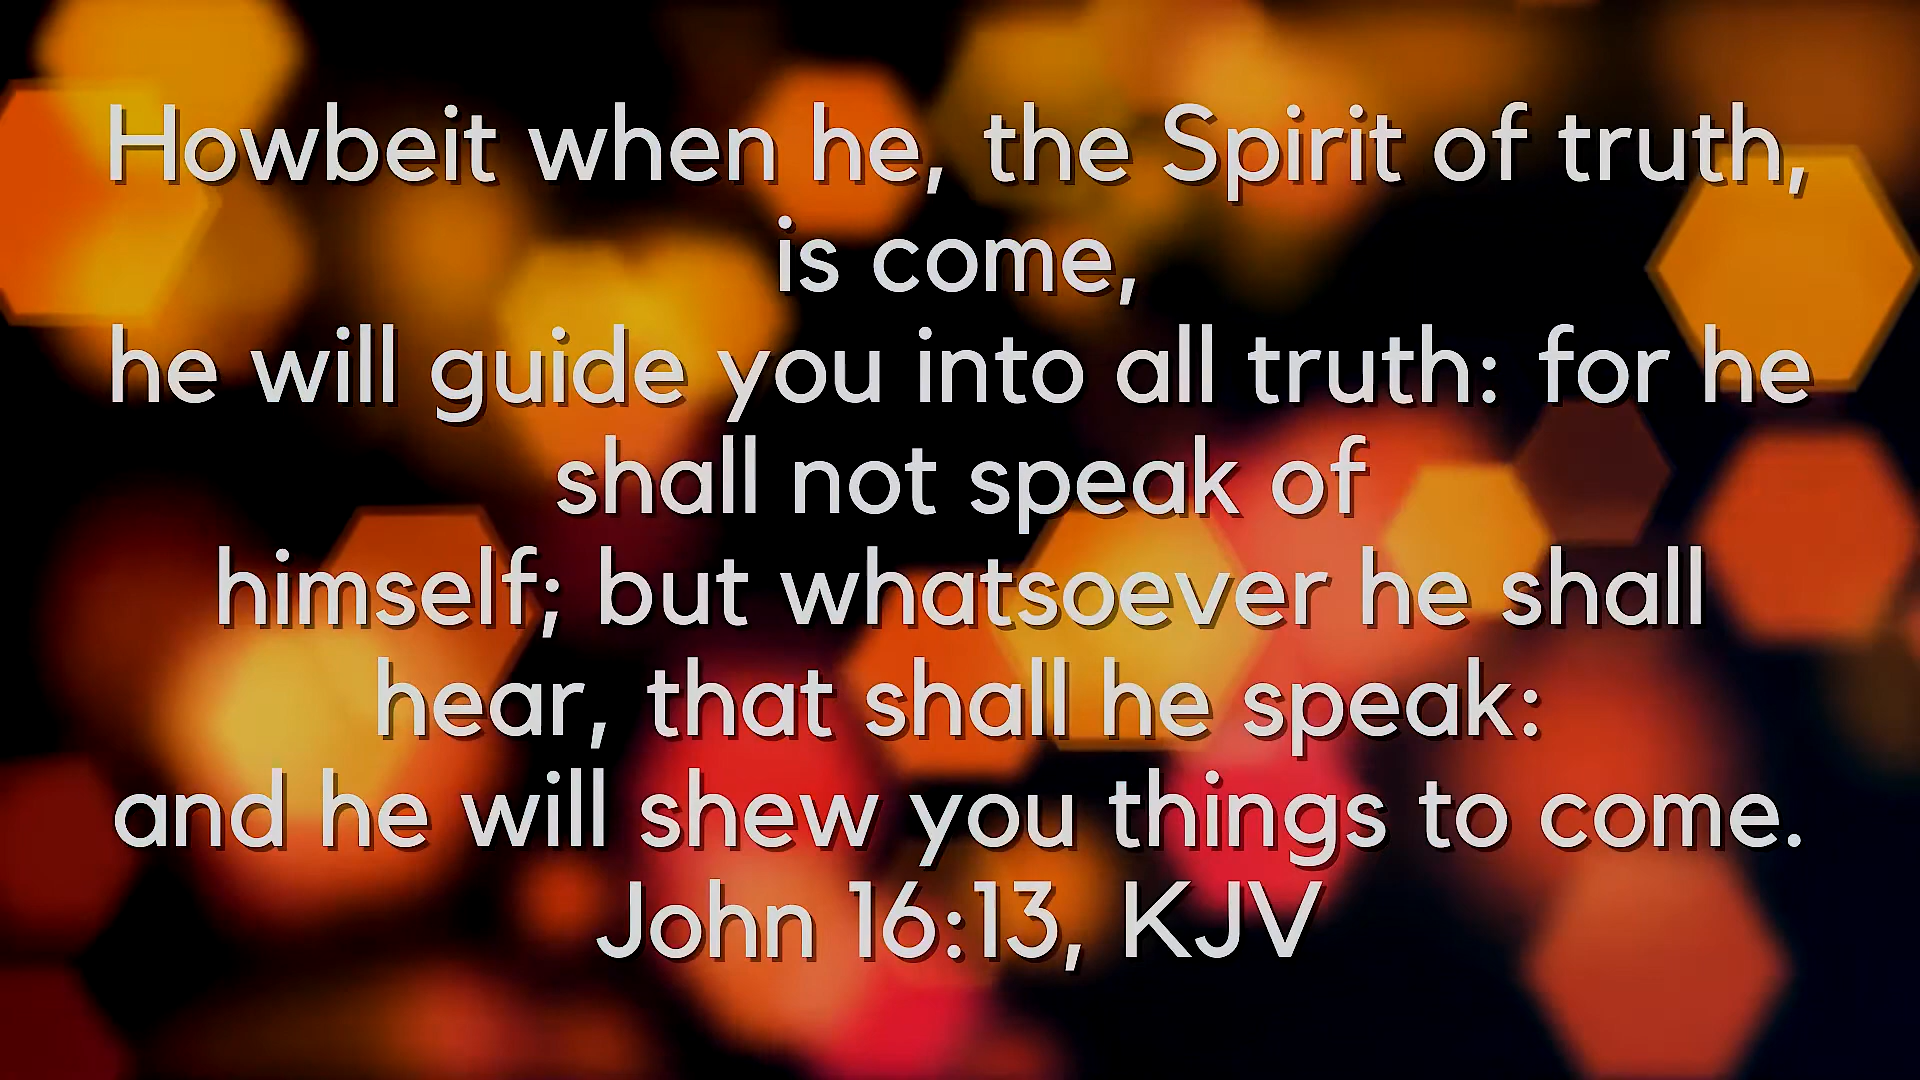 Howbeit when he, the Spirit of truth,
is come,
he will guide you into all truth: for he
shall not speak of
himself; but whatsoever he shall
hear, that shall he speak:
and he will shew you things to come.
John 16:13, KJV